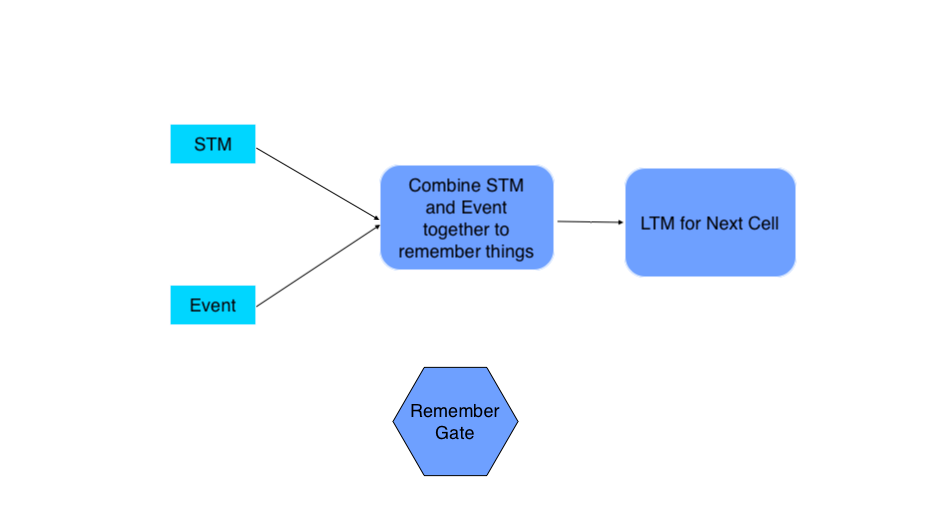 STM
Combine STM
and Event
together to
remember things
LTM for Next Cell
Event
Remember
Gate